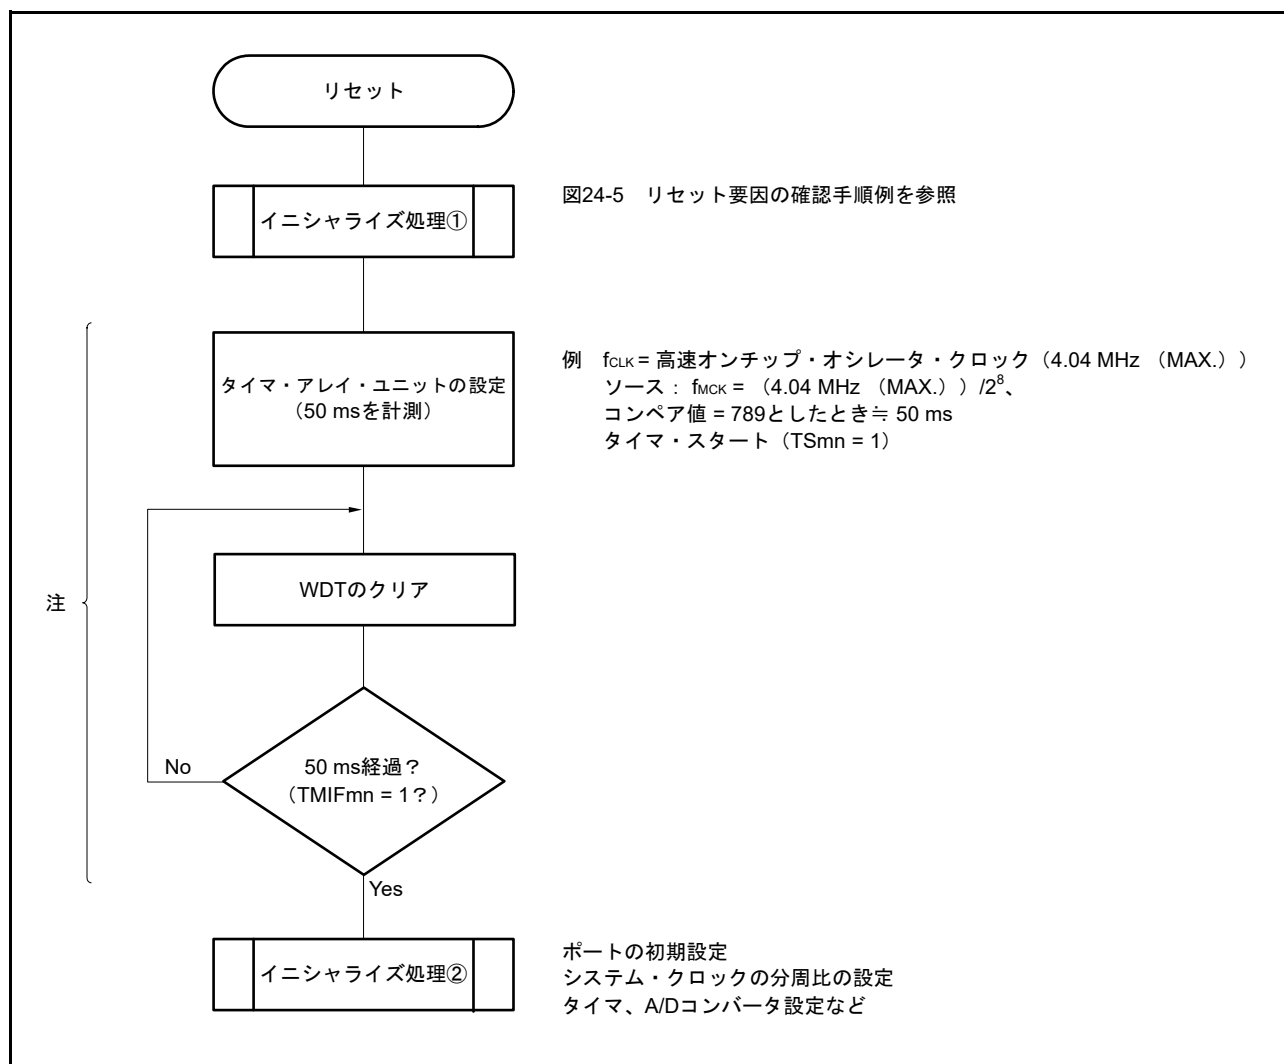 リセット
イニシャライズ処理①
図24-5　リセット要因の確認手順例を参照
タイマ・アレイ・ユニットの設定
（50 msを計測）
例　fCLK = 高速オンチップ・オシレータ・クロック（4.04 MHz （MAX.））
ソース： fMCK = （4.04 MHz （MAX.））/2⁸、
コンペア値 = 789としたとき≒ 50 ms
タイマ・スタート（TSmn = 1）
WDTのクリア
注
50 ms経過？
（TMIFmn = 1？）
No
Yes
イニシャライズ処理②
ポートの初期設定
システム・クロックの分周比の設定
タイマ、A/Dコンバータ設定など